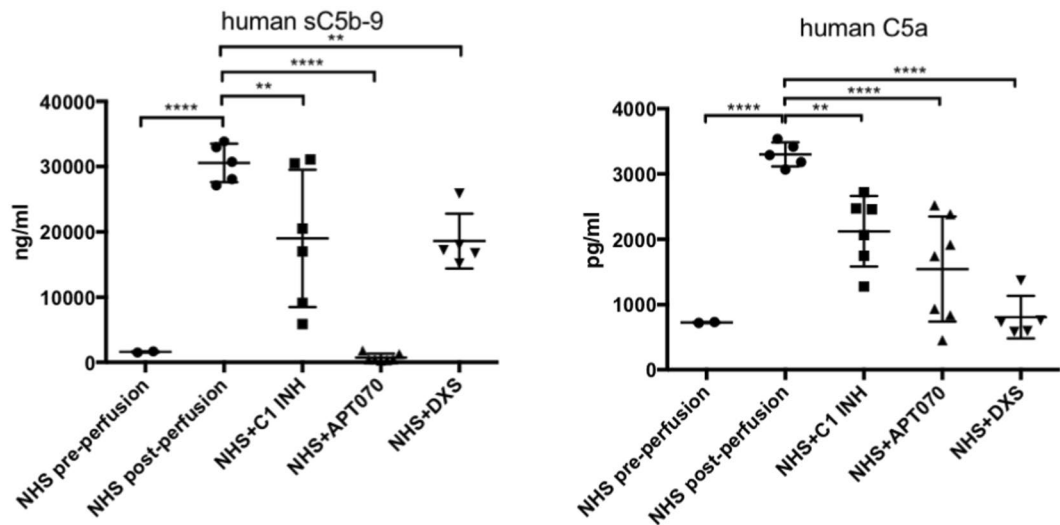 human sC5b-9
**
****
****
**
40000
30000
20000
10000
0
ng/ml
NHS pre-perfusion
NHS post-perfusion
NHS+C1 INH
NHS+APT070
NHS+DXS
human C5a
****
****
****
**
4000
3000
2000
1000
0
pg/ml
NHS pre-perfusion
NHS post-perfusion
NHS+C1 INH
NHS+APT070
NHS+DXS